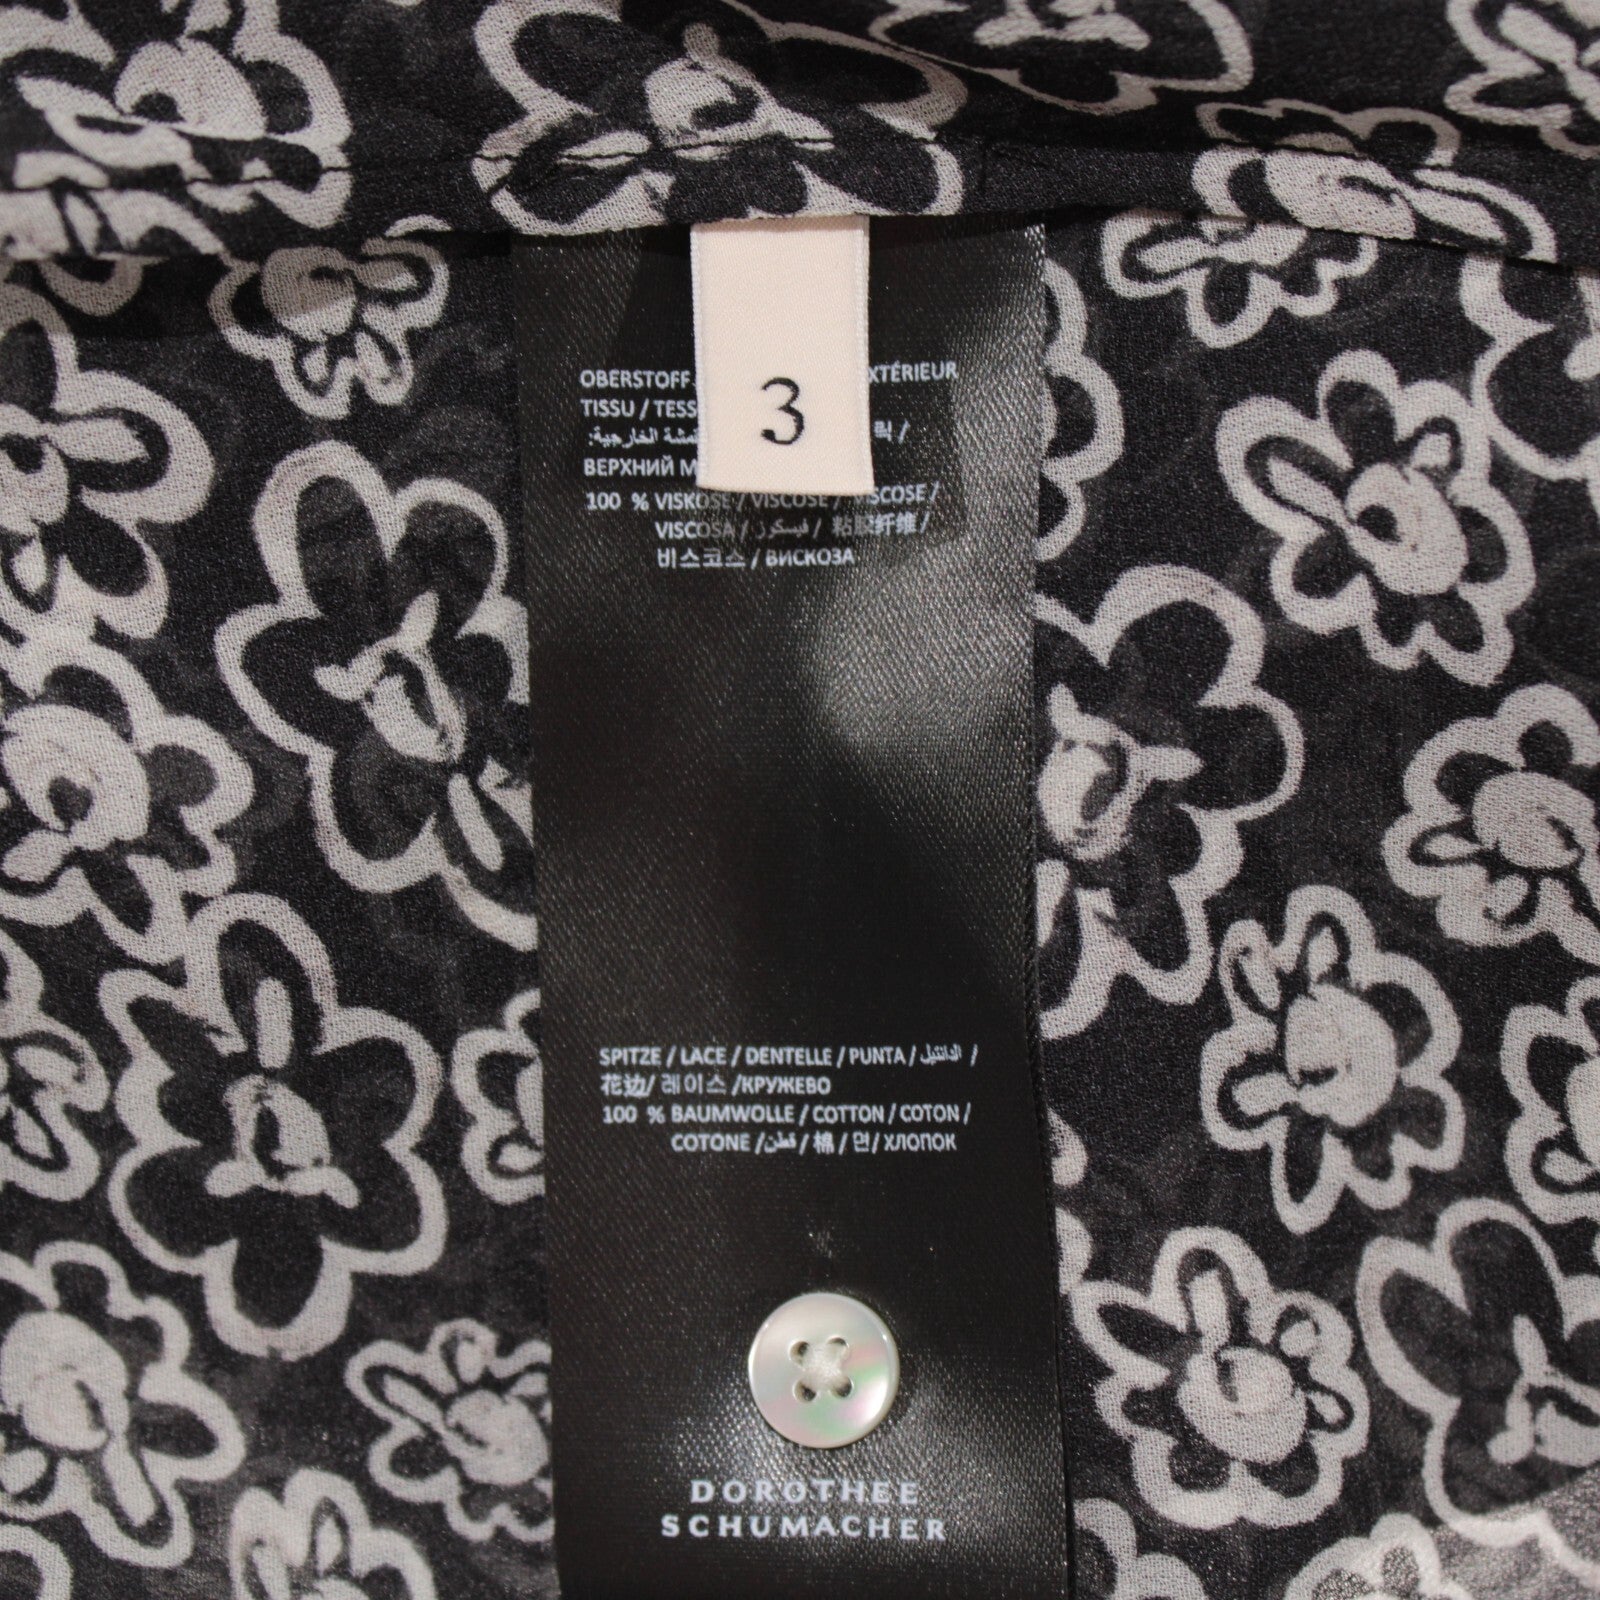 3
OBERSTOFF XTÉRIEUR
TISSU / TESS /
الخارجية:
ВЕРХНИЙ М
100 % VISKOSE / VISCOSE / VISCOSE /
VISCOSA / فيسكوز / 粘胶纤维 /
비스코스 / ВИСКОЗА
SPITZE / LACE / DENTELLE / PUNTA / الدانتيل /
花边/ 레이스 /КРУЖЕВО
100 % BAUMWOLLE / COTTON / COTON /
COTONE /قطن / 棉 / 면/ ХЛОПОК
DOROTHEE
SCHUMACHER